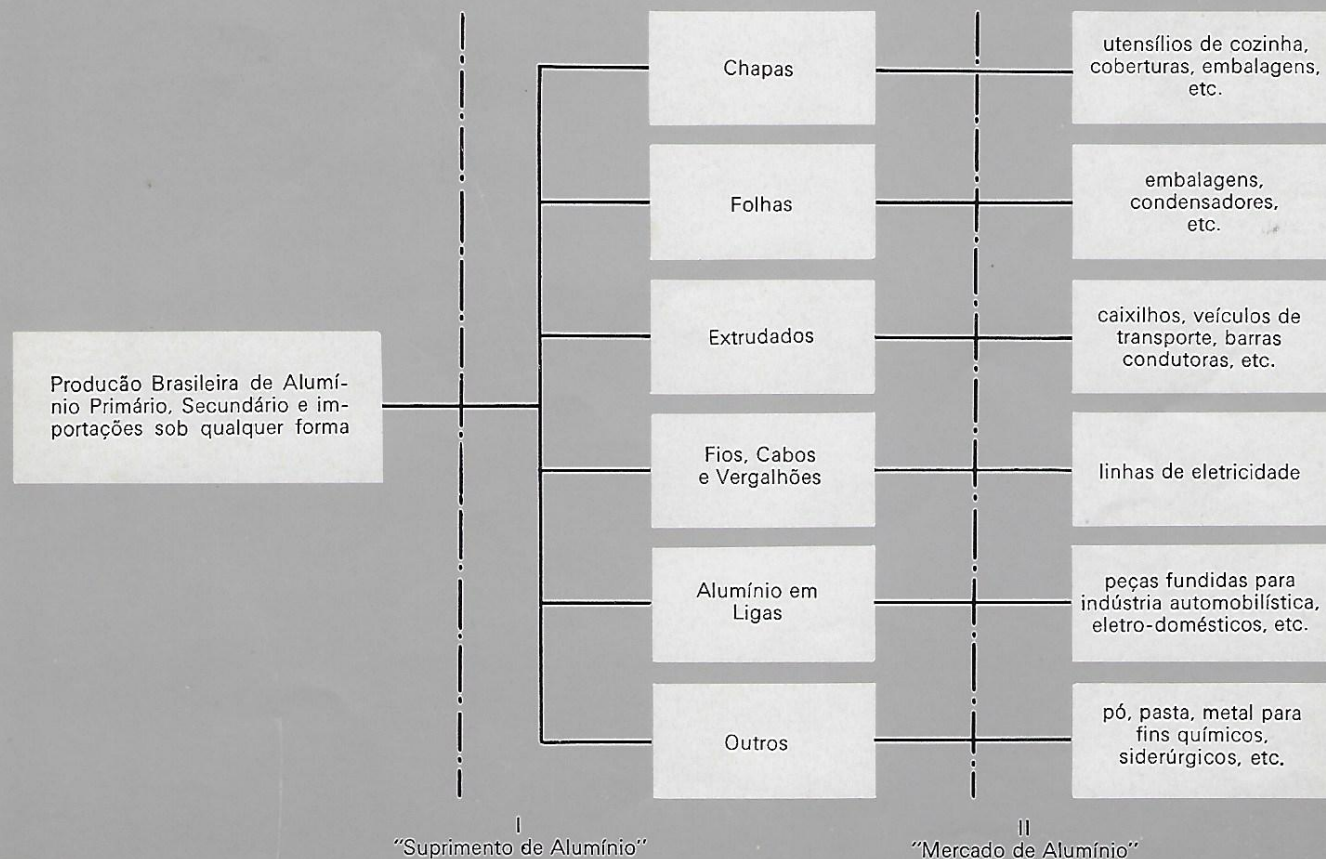 Producão Brasileira de Alumí-
nio Primário, Secundário e im-
portações sob qualquer forma
Chapas
utensílios de cozinha,
coberturas, embalagens,
etc.
Folhas
embalagens,
condensadores,
etc.
Extrudados
caixilhos, veículos de
transporte, barras
condutoras, etc.
Fios, Cabos
e Vergalhões
linhas de eletricidade
Alumínio em
Ligas
peças fundidas para
indústria automobilística,
eletro-domésticos, etc.
Outros
pó, pasta, metal para
fins químicos,
siderúrgicos, etc.
I
"Suprimento de Alumínio"
II
"Mercado de Alumínio"